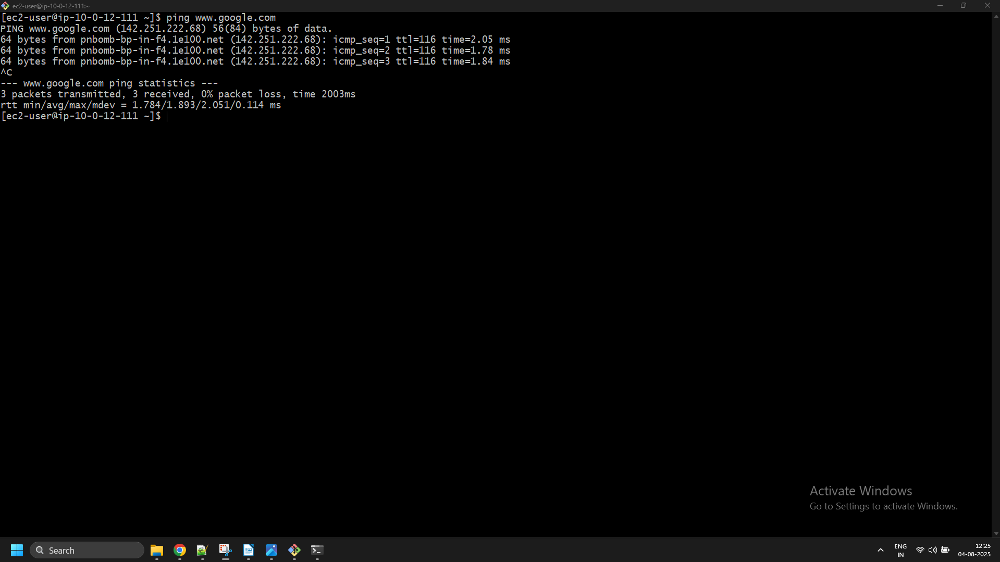 ec2-user@ip-10-0-12-111:~
[ec2-user@ip-10-0-12-111 ~]$ ping www.google.com
PING www.google.com (142.251.222.68) 56(84) bytes of data.
64 bytes from pnbomb-bp-in-f4.1e100.net (142.251.222.68): icmp_seq=1 ttl=116 time=2.05 ms
64 bytes from pnbomb-bp-in-f4.1e100.net (142.251.222.68): icmp_seq=2 ttl=116 time=1.78 ms
64 bytes from pnbomb-bp-in-f4.1e100.net (142.251.222.68): icmp_seq=3 ttl=116 time=1.84 ms
^C
--- www.google.com ping statistics ---
3 packets transmitted, 3 received, 0% packet loss, time 2003ms
rtt min/avg/max/mdev = 1.784/1.893/2.051/0.114 ms
[ec2-user@ip-10-0-12-111 ~]$
Activate Windows
Go to Settings to activate Windows.
Search
ENG
IN
12:25
04-08-2025